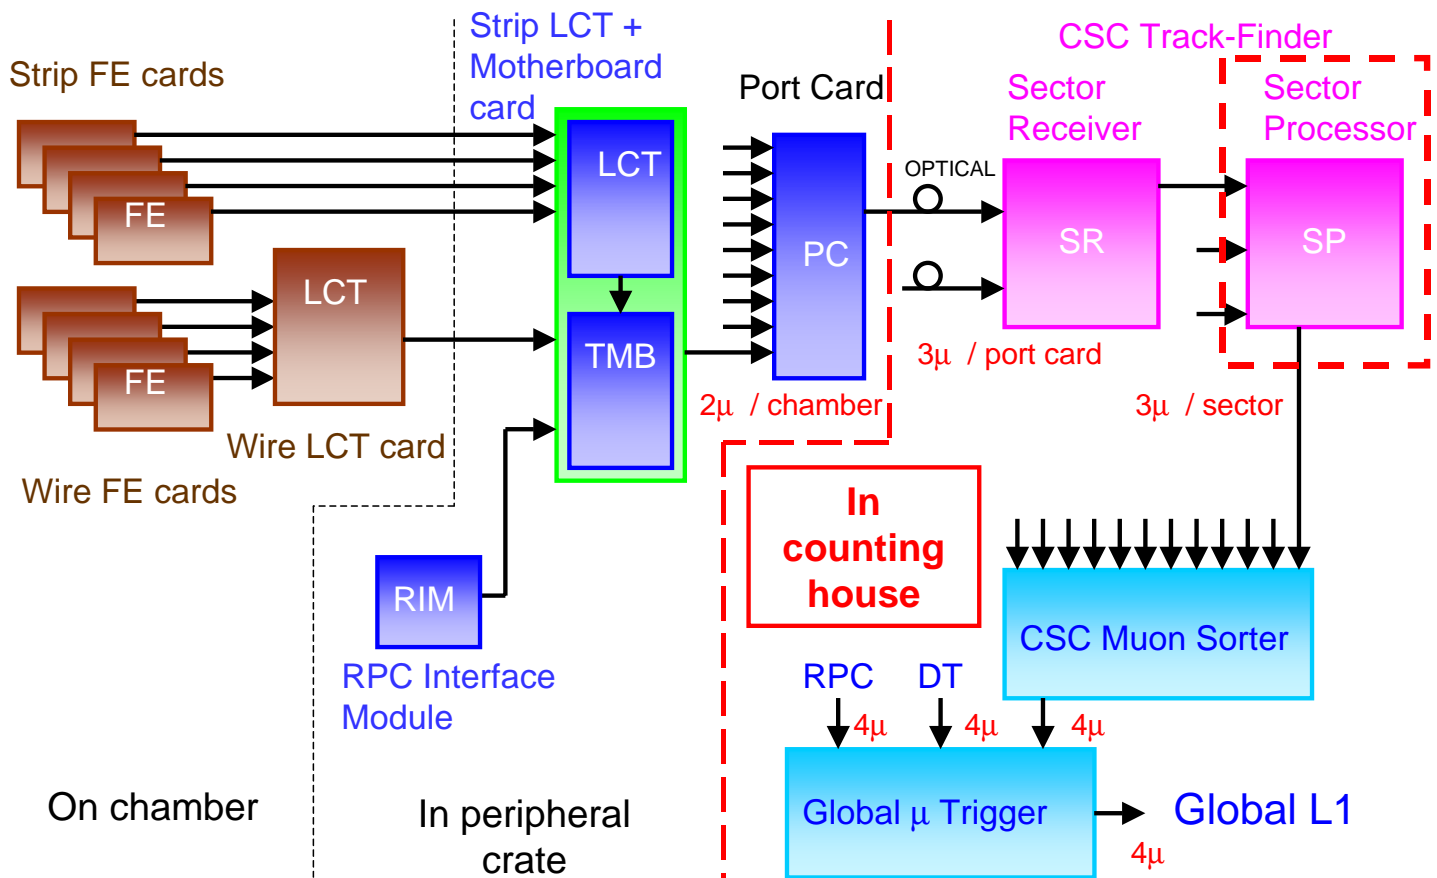 Strip FE cards
Strip LCT +
Motherboard
card
Port Card
CSC Track-Finder
Sector
Receiver
Sector
Processor
FE
LCT
PC
OPTICAL
SR
SP
LCT
FE
TMB
2μ / chamber
3μ / port card
3μ / sector
Wire LCT card
Wire FE cards
In
counting
house
RIM
RPC Interface
Module
CSC Muon Sorter
RPC
DT
4μ
4μ
4μ
Global μ Trigger
Global L1
4μ
On chamber
In peripheral
crate